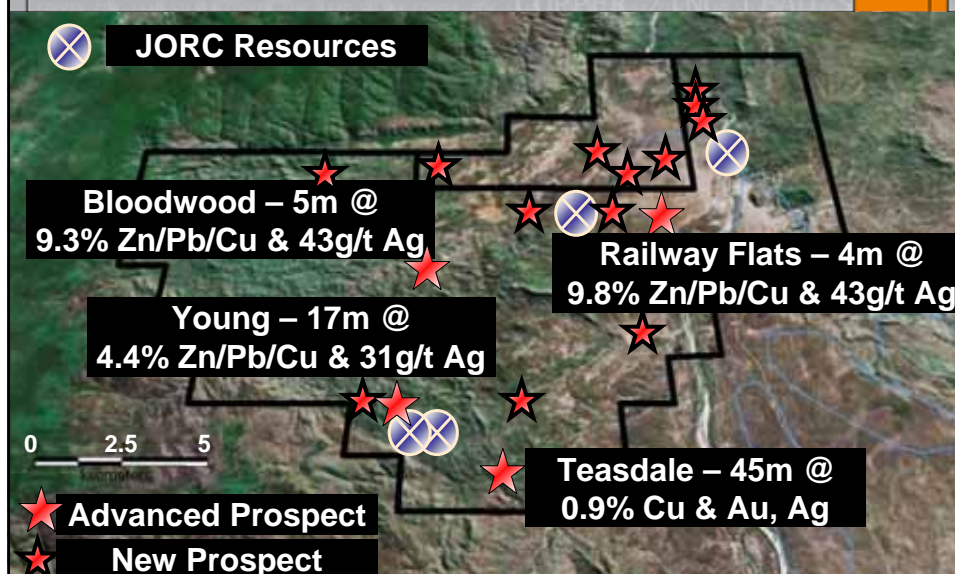 JORC Resources
Bloodwood – 5m @
9.3% Zn/Pb/Cu & 43g/t Ag
Railway Flats – 4m @
9.8% Zn/Pb/Cu & 43g/t Ag
Young – 17m @
4.4% Zn/Pb/Cu & 31g/t Ag
0 2.5 5
kilometers
Teasdale – 45m @
0.9% Cu & Au, Ag
Advanced Prospect
New Prospect